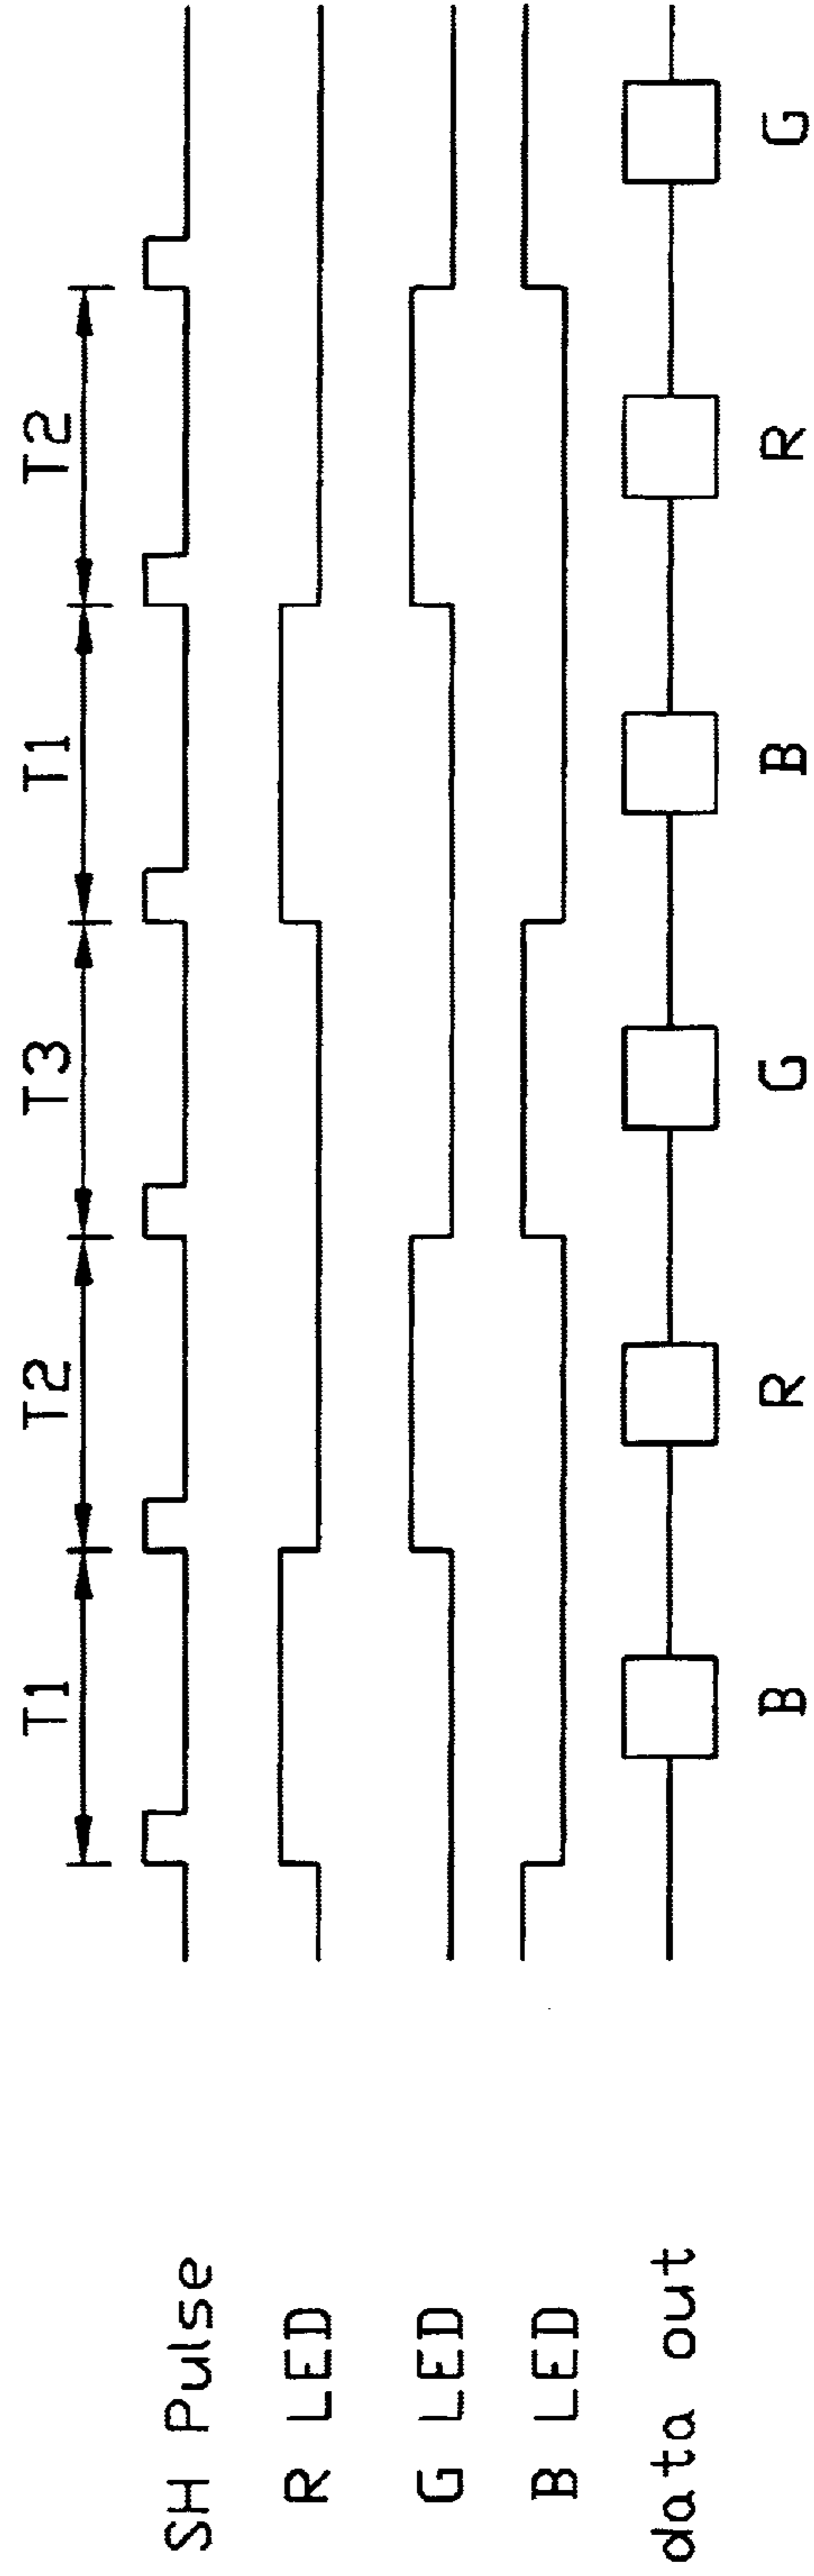 T1 T2 T3 T1 T2
SH Pulse
R LED
G LED
B LED
data out
B R G B R G